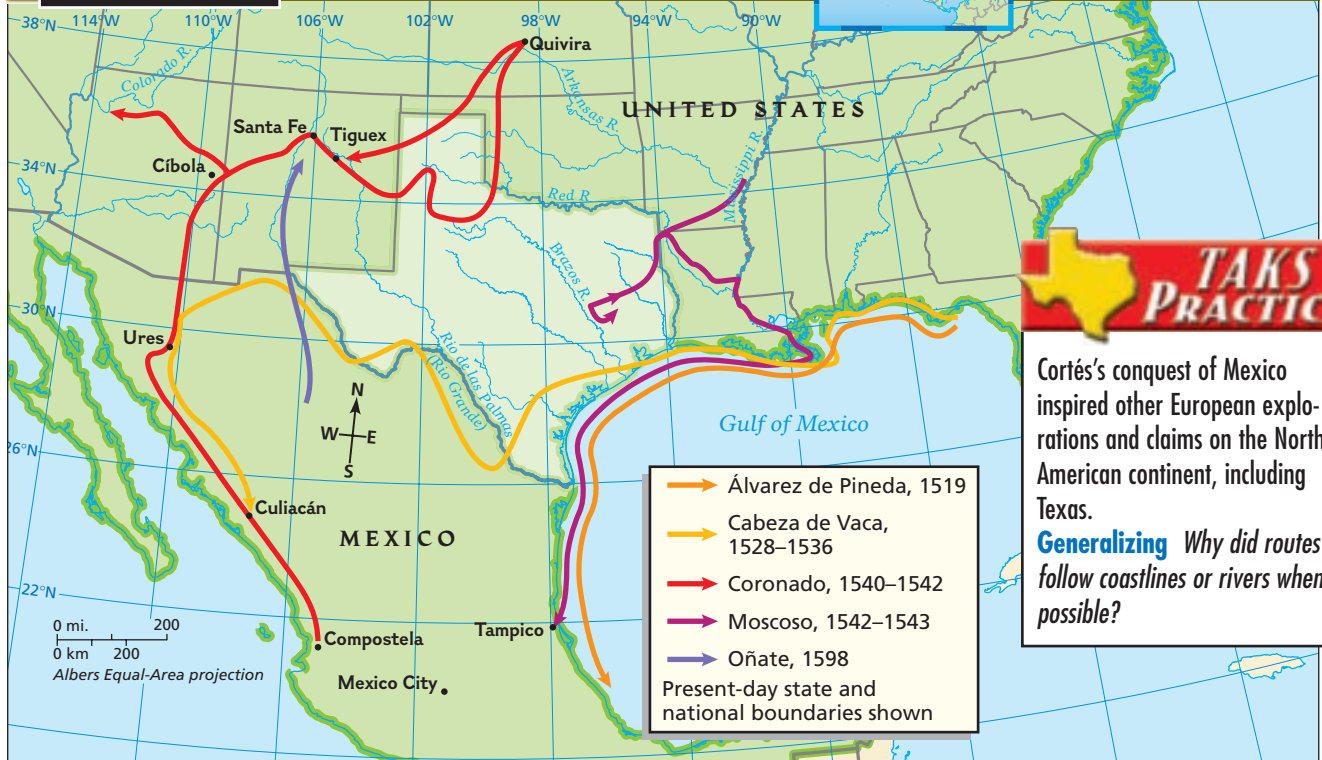 114°W
110°W
106°W
102°W
98°W
94°W
90°W
38°N
34°N
30°N
26°N
22°N
Colorado R.
Quivira
Arkansas R.
UNITED STATES
Santa Fe
Tiguex
Cíbola
Mississippi R.
Red R.
Brazos R.
Ures
Rio de las Palmas
(Rio Grande)
N
W
E
S
Gulf of Mexico
Culiacán
MEXICO
Compostela
Tampico
Mexico City
0 mi.
200
0 km
200
Albers Equal-Area projection
Álvarez de Pineda, 1519
Cabeza de Vaca,
1528–1536
Coronado, 1540–1542
Moscoso, 1542–1543
Oñate, 1598
Present-day state and
national boundaries shown
TAKS
PRACTIC
Cortés’s conquest of Mexico
inspired other European explo-
rations and claims on the North
American continent, including
Texas.
Generalizing Why did routes
follow coastlines or rivers when
possible?